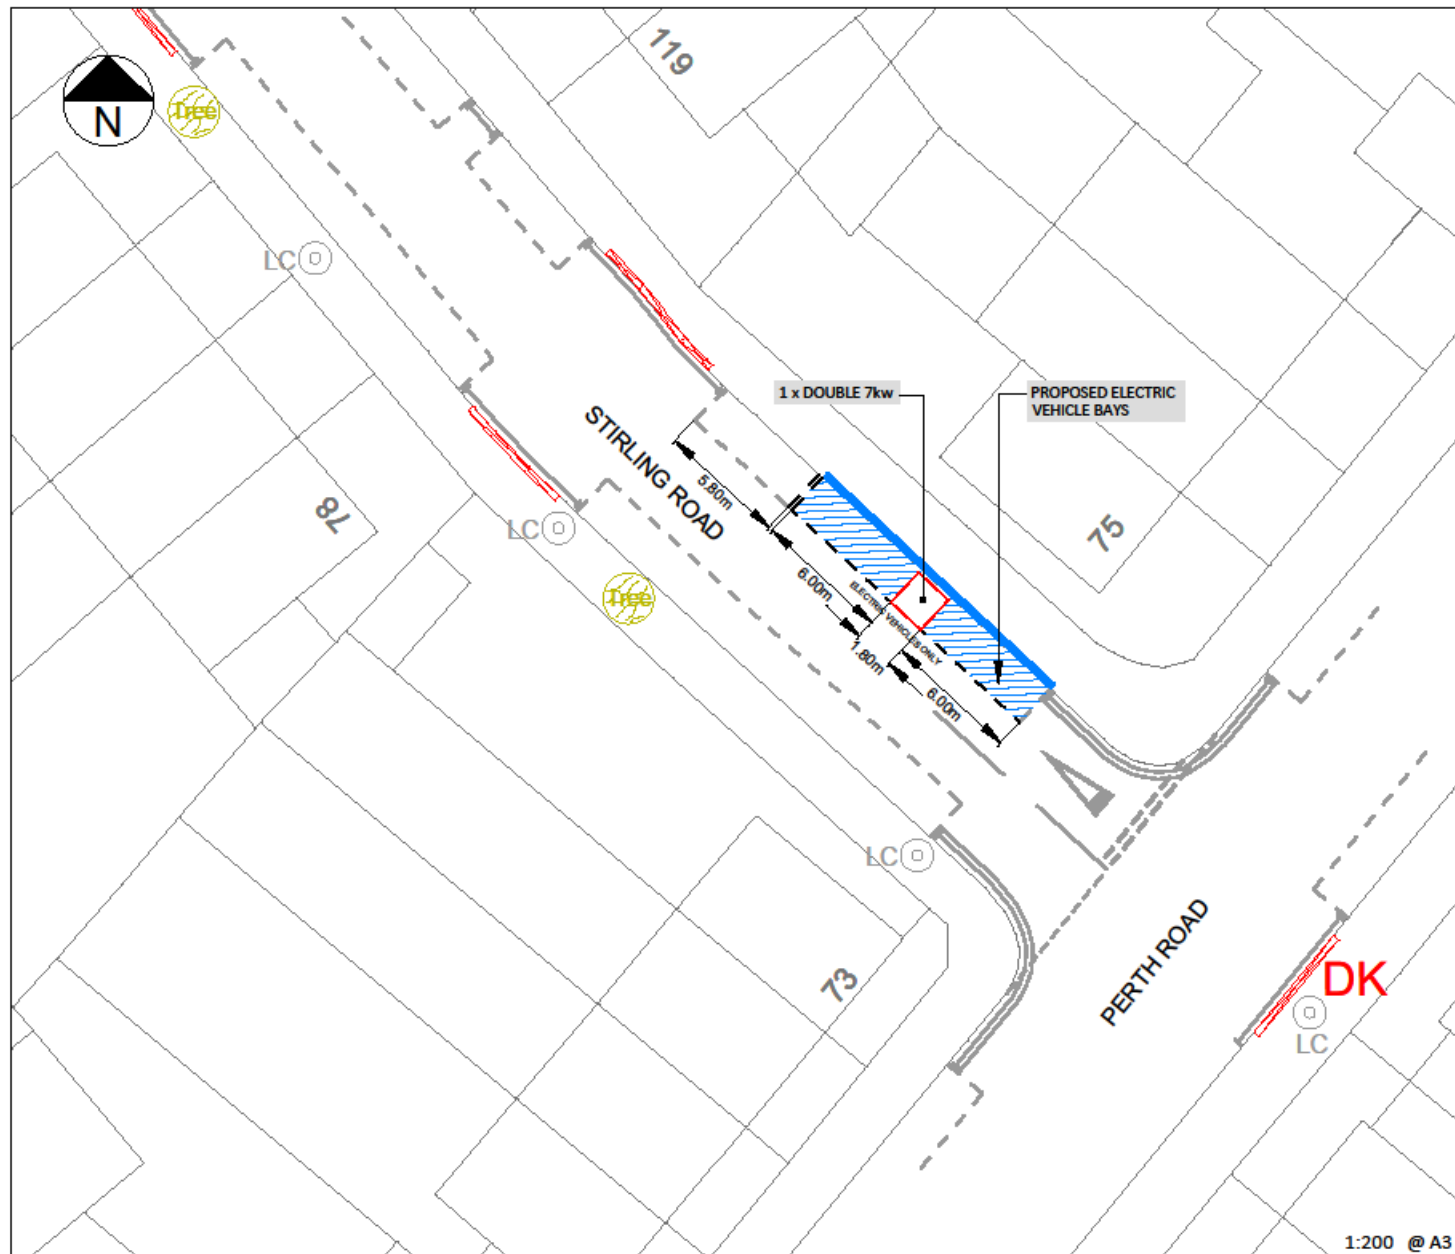 119
N
Tree
LC
1 x DOUBLE 7kw
PROPOSED ELECTRIC
VEHICLE BAYS
STIRLING ROAD
5.80m
78
LC
75
6.00m
ELECTRIC VEHICLES ONLY
Tree
1.80m
6.00m
LC
PERTH ROAD
73
DK
LC
1:200 @ A3